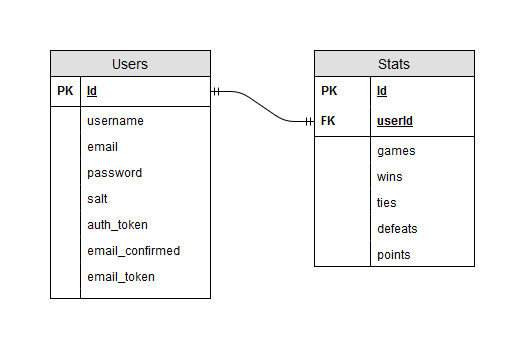 Users
PK Id
username
email
password
salt
auth_token
email_confirmed
email_token
Stats
PK Id
FK userId
games
wins
ties
defeats
points